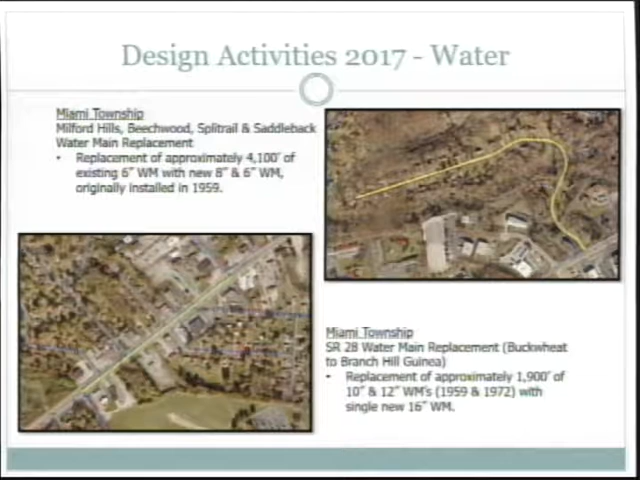 Design Activities 2017 - Water
Miami Township
Milford Hills, Beechwood, Splitrail & Saddleback
Water Main Replacement
• Replacement of approximately 4,100' of
existing 6" WM with new 8" & 6" WM,
originally installed in 1959.
Miami Township
SR 28 Water Main Replacement (Buckwheat
to Branch Hill Guinea)
• Replacement of approximately 1,900' of
10" & 12" WM's (1959 & 1972) with
single new 16" WM.